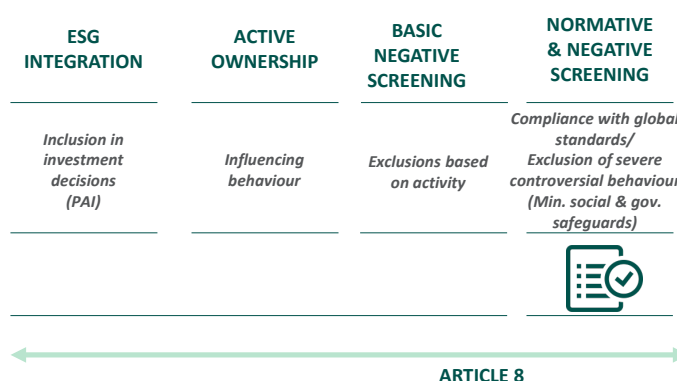 ESG
INTEGRATION
ACTIVE
OWNERSHIP
BASIC
NEGATIVE
SCREENING
NORMATIVE
& NEGATIVE
SCREENING
Inclusion in
investment
decisions
(PAI)
Influencing
behaviour
Exclusions based
on activity
Compliance with global
standards/
Exclusion of severe
controversial behaviour
(Min. social & gov.
safeguards)
ARTICLE 8